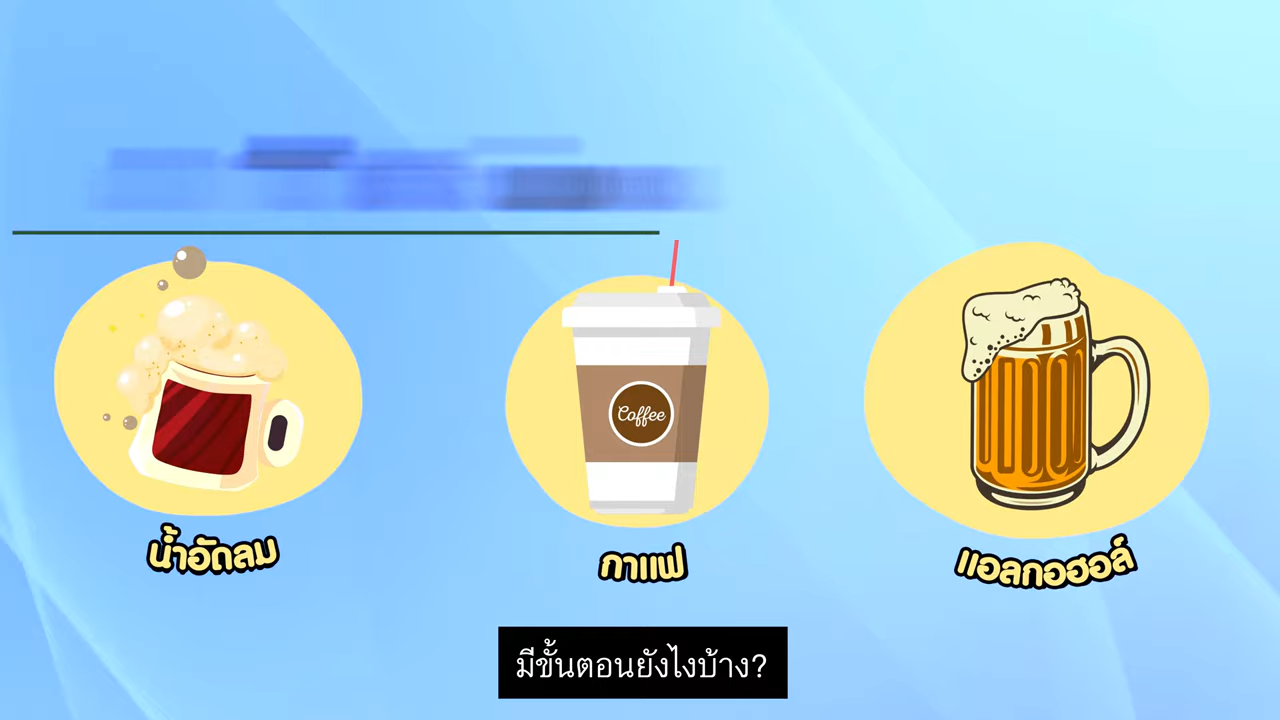 Coffee
น้ำอัดลม
กาแฟ
แอลกอฮอล์
มีขั้นตอนยังไงบ้าง?